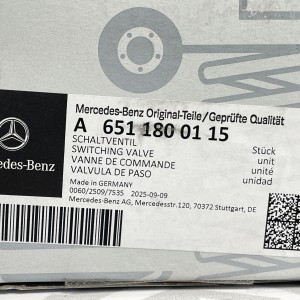 Mercedes-Benz Original-Teile/Geprüfte Qualität
A 651 180 01 15
SCHALTVENTIL
SWITCHING VALVE
VANNE DE COMMANDE
VALVULA DE PASO
Stück
unit
unité
unidad
Made in GERMANY
0060/2509/7535 2025-09-09
Mercedes-Benz AG, Mercedesstr.120, 70372 Stuttgart, DE
edes-Benz